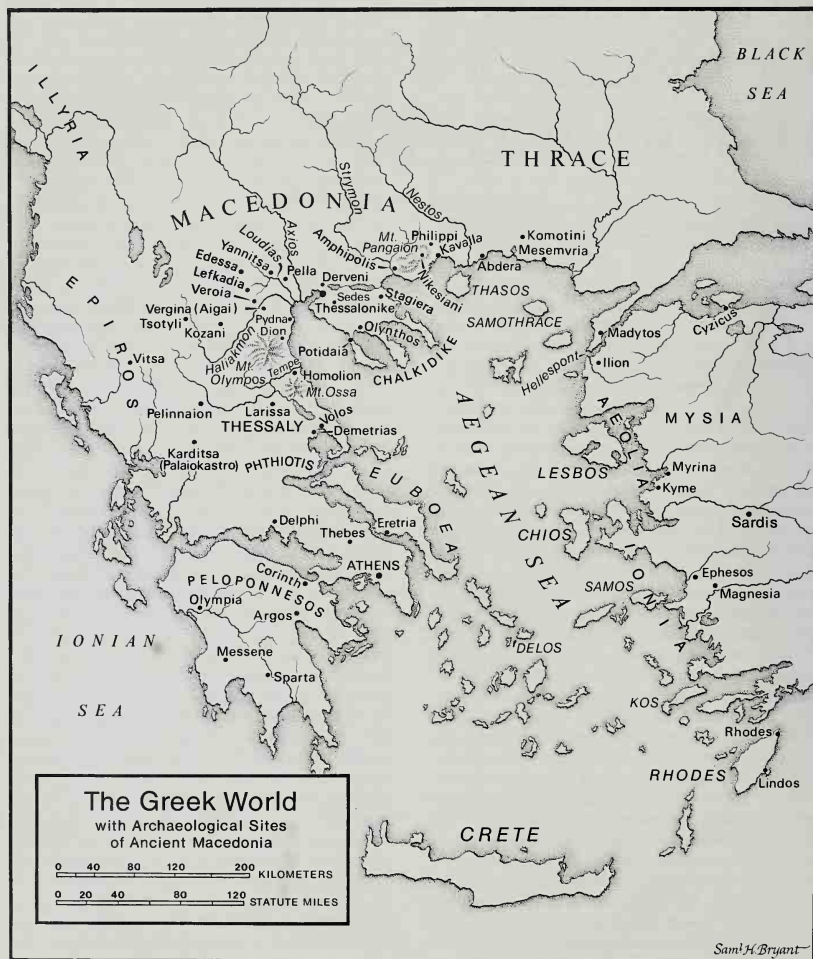 BLACK
SEA
ILLYRIA
THRACE
MACEDONIA
Strymon
Nestos
Axios
Loudias
Yannitsa
Edessa
Lefkadia
Veroia
Vergina (Aigai)
Tsotyli
Kozani
Pella
Derveni
Amphipolis
Mt.
Pangaion
Philippi
Kavalla
Nikesiani
Komotini
Mesemvria
Abdera
THASOS
SAMOTHRACE
Sedes
Thessalonike
Stagiera
Pydna
Dion
Olynthos
Potidaia
CHALKIDIKE
Haliakmon
Mt.
Olympos
Tempe
Homolion
Mt. Ossa
EPIROS
Vitsa
Pelinnaion
Larissa
THESSALY
Volos
Demetrias
Karditsa
(Palaiokastro)
PHTHIOTIS
Madytos
Cyzicus
Hellespont
Ilion
AEGEAN SEA
AEOLIA
MYSIA
LESBOS
Myrina
Kyme
EUBOEA
Delphi
Thebes
Eretria
CHIOS
Sardis
ATHENS
Corinth
PELOPONNESOS
Olympia
Argos
SAMOS
IONIA
Ephesos
Magnesia
IONIAN
SEA
Messene
Sparta
DELOS
KOS
Rhodes
RHODES
Lindos
CRETE
The Greek World
with Archaeological Sites
of Ancient Macedonia
0 40 80 120 200 KILOMETERS
0 20 40 80 120 STATUTE MILES
Saml H. Bryant